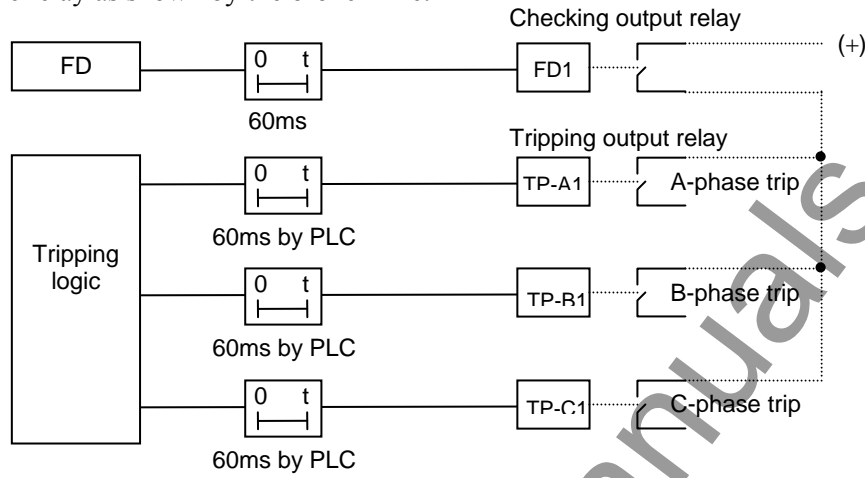 Checking output relay
(+)
FD
0 t
FD1
60ms
Tripping output relay
0 t
TP-A1
A-phase trip
60ms by PLC
Tripping
logic
0 t
TP-B1
B-phase trip
60ms by PLC
0 t
TP-C1
C-phase trip
60ms by PLC